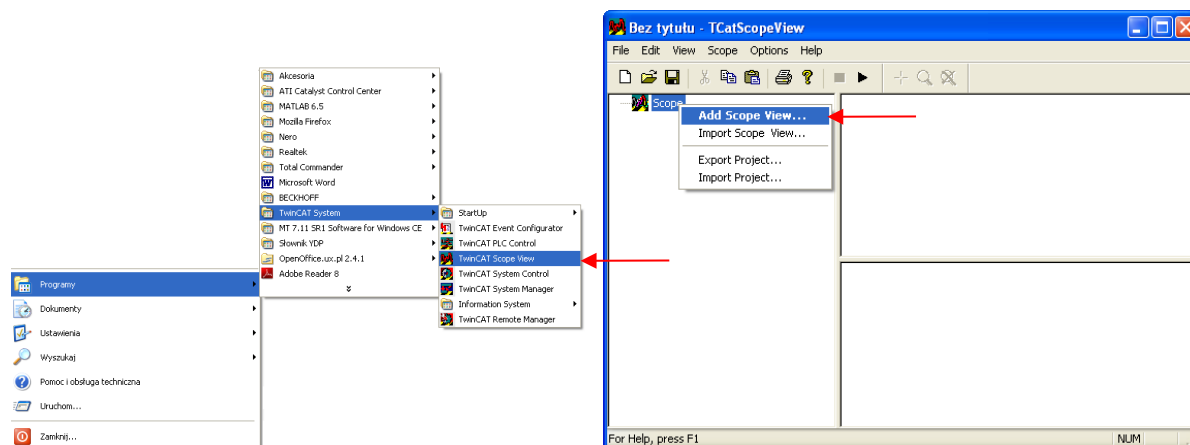 Akcesoria
ATI Catalyst Control Center
MATLAB 6.5
Mozilla Firefox
Nero
Realtek
Total Commander
Microsoft Word
BECKHOFF
TwinCAT System
MT 7.11 SR1 Software for Windows CE
Słownik YDP
OpenOffice.ux.pl 2.4.1
Adobe Reader 8
StartUp
TwinCAT Event Configurator
TwinCAT PLC Control
TwinCAT Scope View
TwinCAT System Control
TwinCAT System Manager
Information System
TwinCAT Remote Manager
Programy
Dokumenty
Ustawienia
Wyszukaj
Pomoc i obsługa techniczna
Uruchom...
Zamknij...
Bez tytułu - TCatScopeView
File Edit View Scope Options Help
Scope
Add Scope View...
Import Scope View...
Export Project...
Import Project...
For Help, press F1
NUM